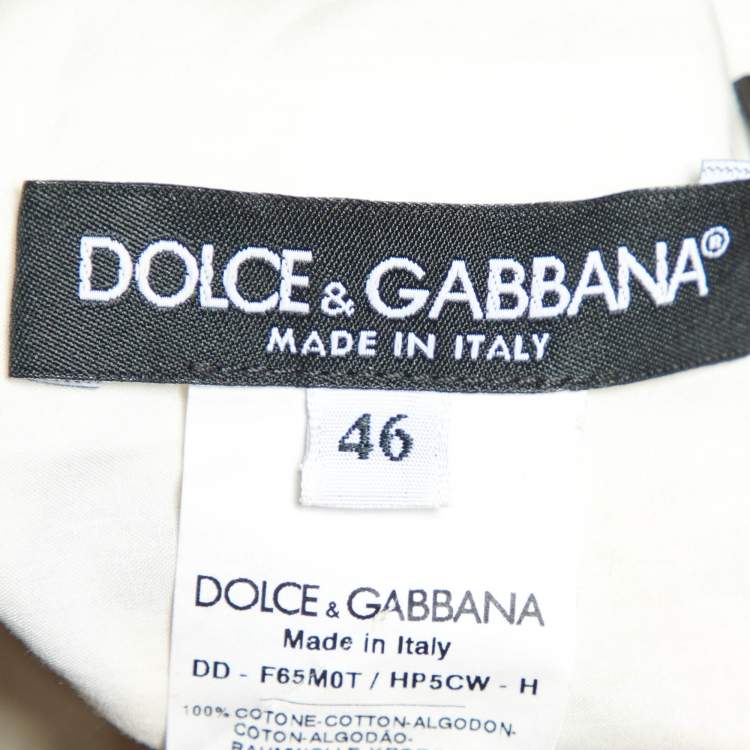 DOLCE & GABBANA®
MADE IN ITALY
46
DOLCE & GABBANA
Made in Italy
DD - F65M0T / HP5CW - H
100% COTONE-COTTON-ALGODON-
COTON-ALGODÃO-